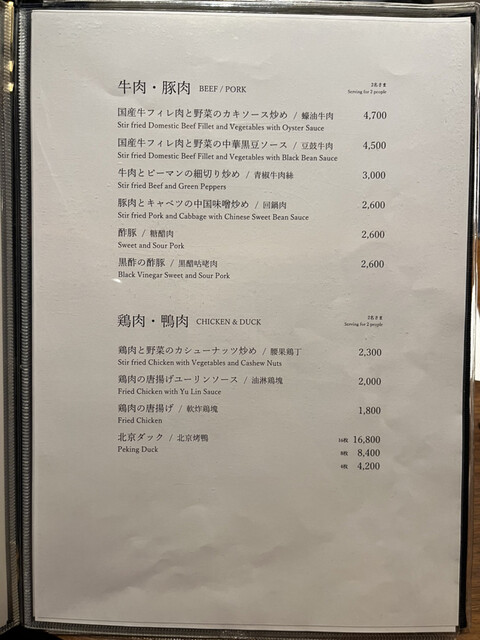 牛肉・豚肉 BEEF / PORK
2名さま
Serving for 2 people
国産牛フィレ肉と野菜のカキソース炒め / 蠔油牛肉 4,700
Stir fried Domestic Beef Fillet and Vegetables with Oyster Sauce
国産牛フィレ肉と野菜の中華黒豆ソース / 豆鼓牛肉 4,500
Stir fried Domestic Beef Fillet and Vegetables with Black Bean Sauce
牛肉とピーマンの細切り炒め / 青椒牛肉絲 3,000
Stir fried Beef and Green Peppers
豚肉とキャベツの中国味噌炒め / 回鍋肉 2,600
Stir fried Pork and Cabbage with Chinese Sweet Bean Sauce
酢豚 / 糖醋肉 2,600
Sweet and Sour Pork
黒酢の酢豚 / 黒醋咕咾肉 2,600
Black Vinegar Sweet and Sour Pork
鶏肉・鴨肉 CHICKEN & DUCK
2名さま
Serving for 2 people
鶏肉と野菜のカシューナッツ炒め / 腰果鶏丁 2,300
Stir fried Chicken with Vegetables and Cashew Nuts
鶏肉の唐揚げユーリンソース / 油淋鶏塊 2,000
Fried Chicken with Yu Lin Sauce
鶏肉の唐揚げ / 軟炸鶏塊 1,800
Fried Chicken
北京ダック / 北京烤鴨 16枚 16,800
Peking Duck 8枚 8,400
4枚 4,200